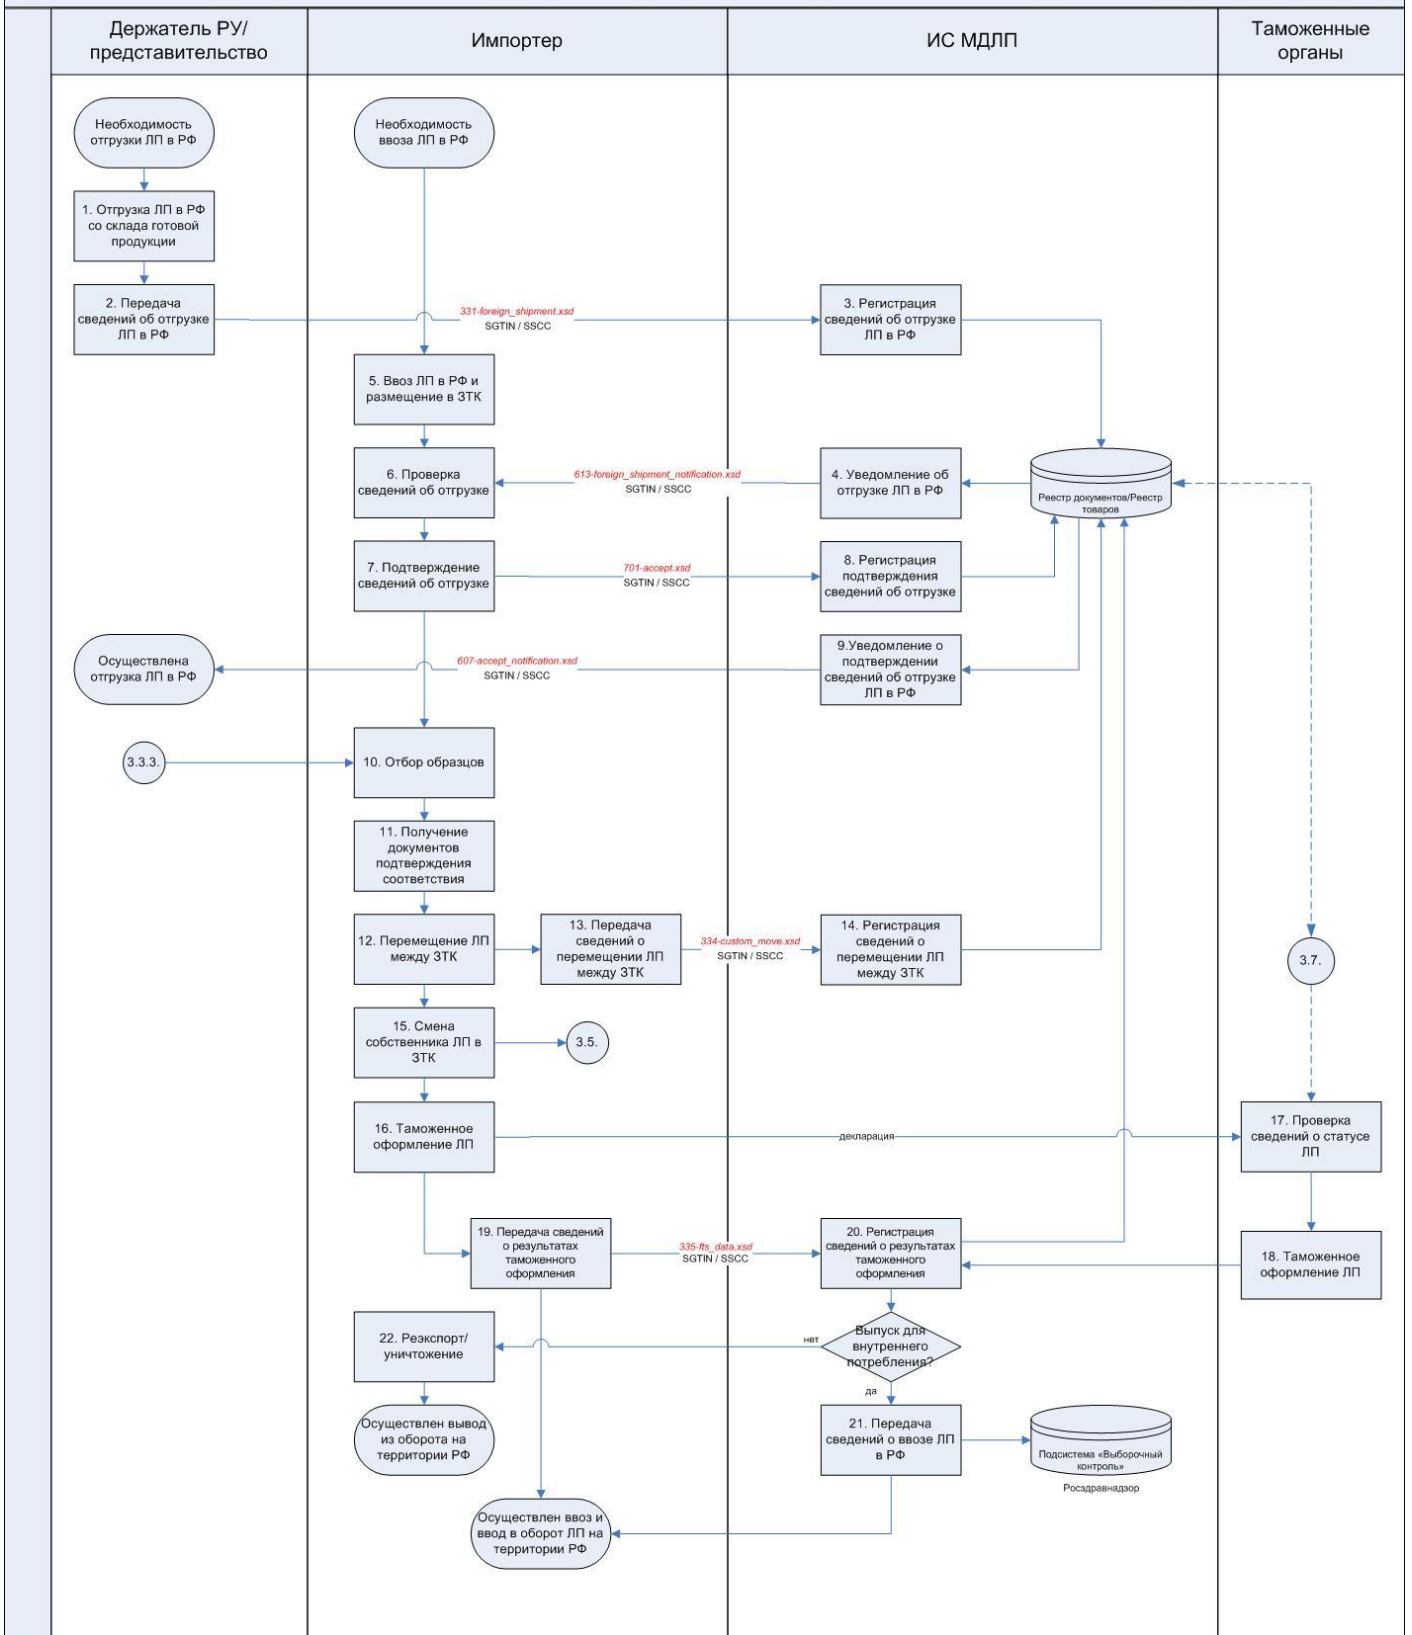 Держатель РУ/
представительство
Импортер
ИС МДЛП
Таможенные
органы
Необходимость
отгрузки ЛП в РФ
Необходимость
ввоза ЛП в РФ
1. Отгрузка ЛП в РФ
со склада готовой
продукции
2. Передача
сведений об отгрузке
ЛП в РФ
331-foreign_shipment.xsd
SGTIN / SSCC
3. Регистрация
сведений об отгрузке
ЛП в РФ
5. Ввоз ЛП в РФ и
размещение в ЗТК
6. Проверка
сведений об отгрузке
613-foreign_shipment_notification.xsd
SGTIN / SSCC
4. Уведомление об
отгрузке ЛП в РФ
Реестр документов/Реестр
товаров
7. Подтверждение
сведений об отгрузке
701-accept.xsd
SGTIN / SSCC
8. Регистрация
подтверждения
сведений об отгрузке
Осуществлена
отгрузка ЛП в РФ
607-accept_notification.xsd
SGTIN / SSCC
9.Уведомление о
подтверждении
сведений об отгрузке
ЛП в РФ
3.3.3.
10. Отбор образцов
11. Получение
документов
подтверждения
соответствия
12. Перемещение ЛП
между ЗТК
13. Передача
сведений о
перемещении ЛП
между ЗТК
334-custom_move.xsd
SGTIN / SSCC
14. Регистрация
сведений о
перемещении ЛП
между ЗТК
3.7.
15. Смена
собственника ЛП в
ЗТК
3.5.
16. Таможенное
оформление ЛП
декларация
17. Проверка
сведений о статусе
ЛП
19. Передача сведений
о результатах
таможенного
оформления
335-fts_data.xsd
SGTIN / SSCC
20. Регистрация
сведений о результатах
таможенного
оформления
18. Таможенное
оформление ЛП
22. Реэкспорт/
уничтожение
нет
Выпуск для
внутреннего
потребления?
да
Осуществлен вывод
из оборота на
территории РФ
21. Передача
сведений о ввозе ЛП
в РФ
Подсистема «Выборочный
контроль»
Росздравнадзор
Осуществлен ввоз и
ввод в оборот ЛП на
территории РФ